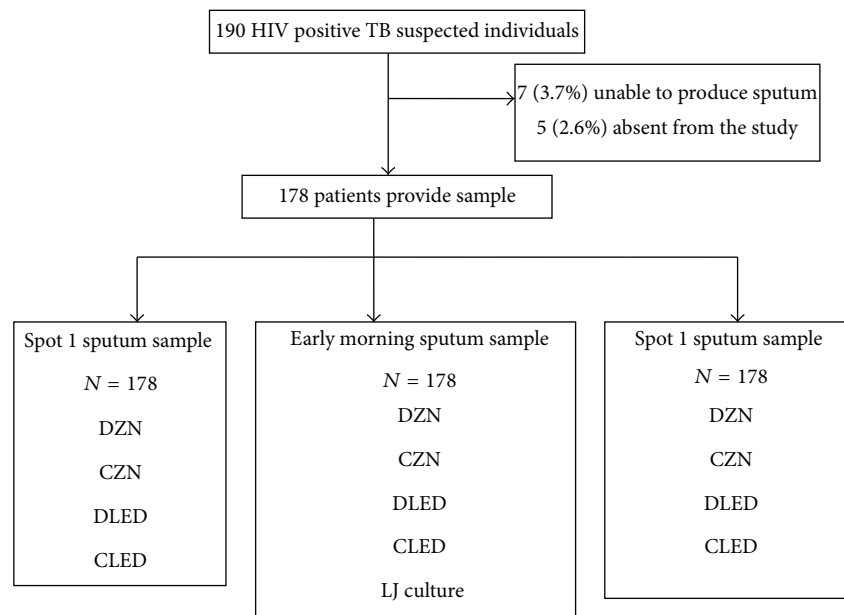 190 HIV positive TB suspected individuals
7 (3.7%) unable to produce sputum
5 (2.6%) absent from the study
178 patients provide sample
Spot 1 sputum sample
N = 178
DZN
CZN
DLED
CLED
Early morning sputum sample
N = 178
DZN
CZN
DLED
CLED
LJ culture
Spot 1 sputum sample
N = 178
DZN
CZN
DLED
CLED